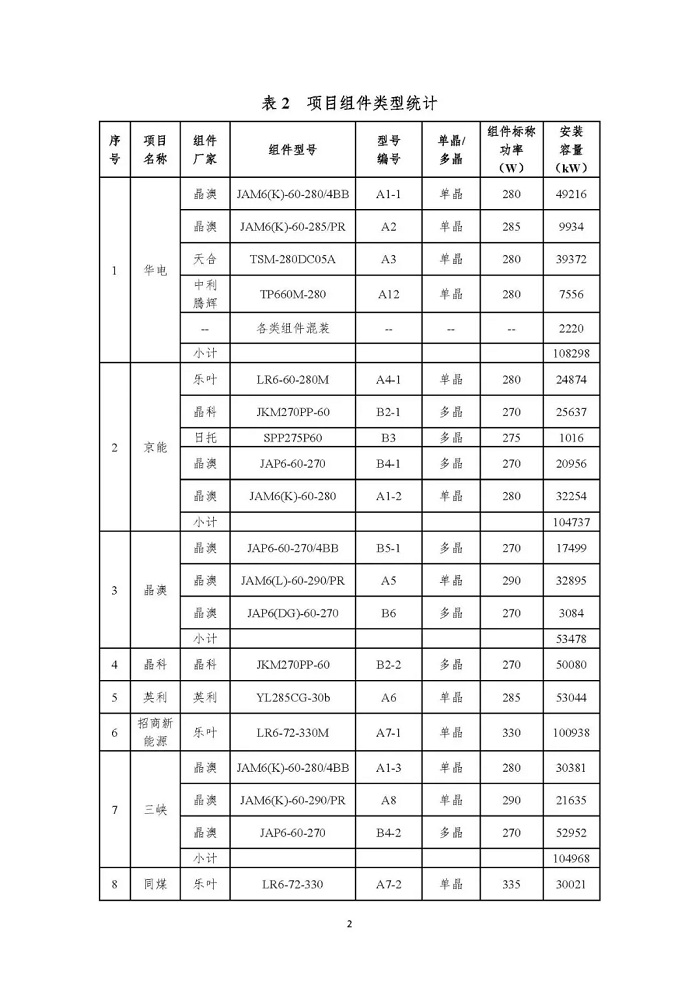 表 2 项目组件类型统计
序号 项目名称 组件厂家 组件型号 型号编号 单晶/多晶 组件标称功率（W） 安装容量（kW）
1 华电 晶澳 JAM6(K)-60-280/4BB A1-1 单晶 280 49216
晶澳 JAM6(K)-60-285/PR A2 单晶 285 9934
天合 TSM-280DC05A A3 单晶 280 39372
中利腾辉 TP660M-280 A12 单晶 280 7556
-- 各类组件混装 -- -- -- 2220
小计 108298
2 京能 乐叶 LR6-60-280M A4-1 单晶 280 24874
晶科 JKM270PP-60 B2-1 多晶 270 25637
日托 SPP275P60 B3 多晶 275 1016
晶澳 JAP6-60-270 B4-1 多晶 270 20956
晶澳 JAM6(K)-60-280 A1-2 单晶 280 32254
小计 104737
3 晶澳 晶澳 JAP6-60-270/4BB B5-1 多晶 270 17499
晶澳 JAM6(L)-60-290/PR A5 单晶 290 32895
晶澳 JAP6(DG)-60-270 B6 多晶 270 3084
小计 53478
4 晶科 晶科 JKM270PP-60 B2-2 多晶 270 50080
5 英利 英利 YL285CG-30b A6 单晶 285 53044
6 招商新能源 乐叶 LR6-72-330M A7-1 单晶 330 100938
7 三峡 晶澳 JAM6(K)-60-280/4BB A1-3 单晶 280 30381
晶澳 JAM6(K)-60-290/PR A8 单晶 290 21635
晶澳 JAP6-60-270 B4-2 多晶 270 52952
小计 104968
8 同煤 乐叶 LR6-72-330 A7-2 单晶 335 30021
2